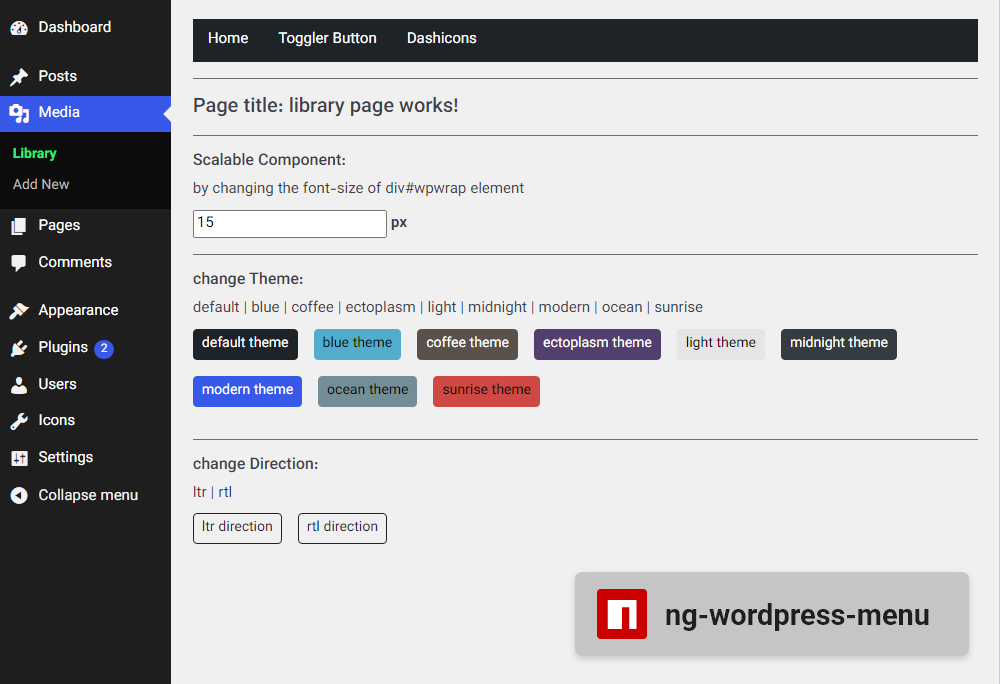 Dashboard
Posts
Media
Library
Add New
Pages
Comments
Appearance
Plugins 2
Users
Icons
Settings
Collapse menu
Home Toggler Button Dashicons
Page title: library page works!
Scalable Component:
by changing the font-size of div#wpwrap element
15 px
change Theme:
default | blue | coffee | ectoplasm | light | midnight | modern | ocean | sunrise
default theme blue theme coffee theme ectoplasm theme light theme midnight theme
modern theme ocean theme sunrise theme
change Direction:
ltr | rtl
ltr direction rtl direction
ng-wordpress-menu